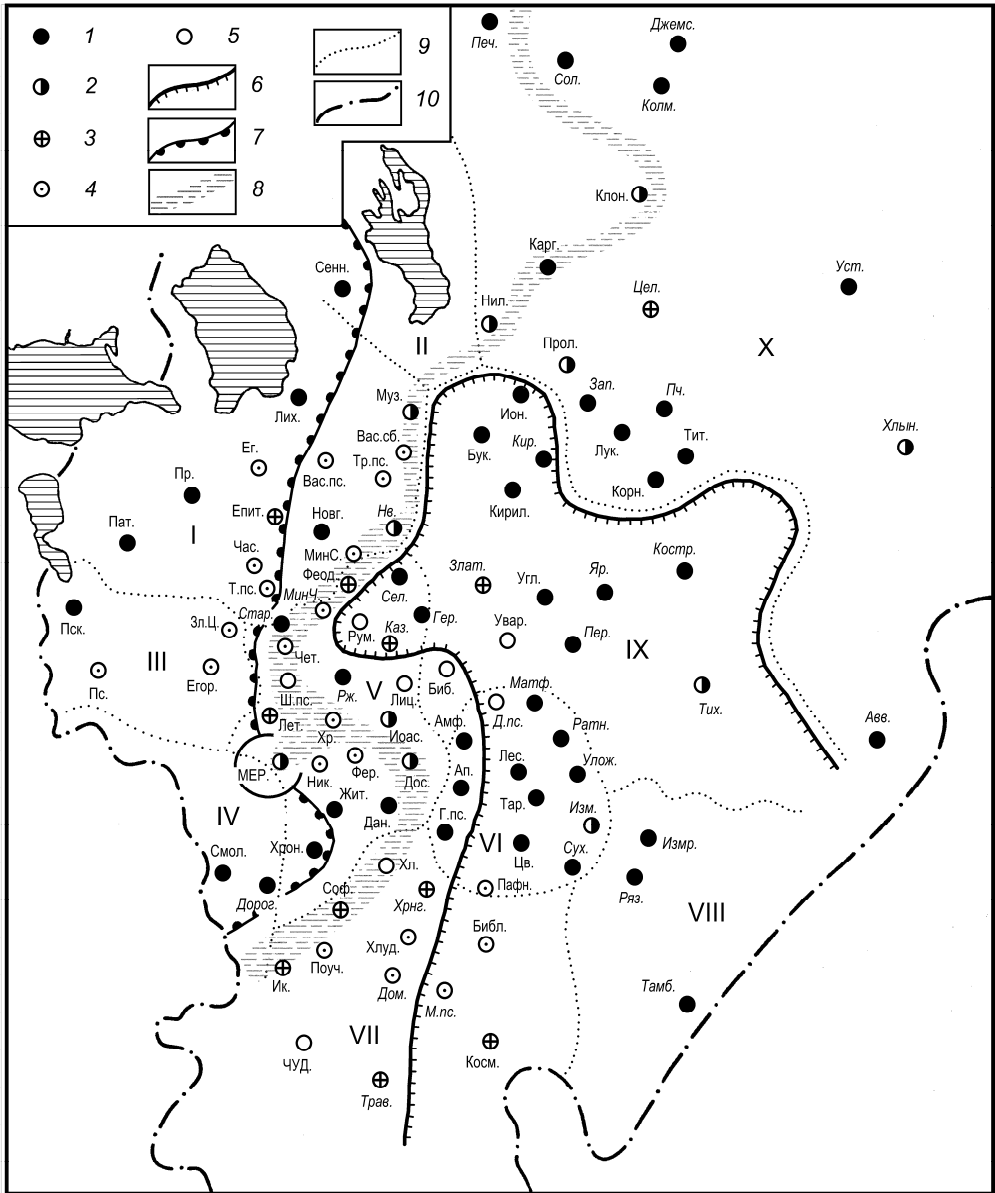 1
5
9
2
6
10
3
7
4
8
Печ.
Джемс.
Сол.
Колм.
Клон.
Карг.
Сенн.
Цел.
Уст.
Нил.
II
Прол.
X
Лих.
Муз.
Зап.
Пч.
Ион.
Вас.сб.
Бук.
Кир.
Лук.
Тит.
Хлын.
Ег.
Тр.пс.
Вас.пс.
Пр.
Кирил.
Корн.
Епит.
Новг.
Нв.
Пат.
I
Час.
МинС.
Феод.
Злат.
Костр.
Т.пс.
МинЧ.
Сел.
Угл.
Яр.
Пск.
Стар.
Гер.
Зл.Ц.
Рум.
Каз.
Увар.
Пер.
IX
III
Чет.
Пс.
Егор.
Ш.пс.
Рж.
V
Лиц.
Биб.
Матф.
Тих.
Лет.
Хр.
Иоас.
Амф.
Д.пс.
Ратн.
Авв.
МЕР.
Ник.
Фер.
Дос.
Ап.
Лес.
Улож.
Жит.
Дан.
Г.пс.
Тар.
Изм.
IV
Смол.
Хрон.
VI
Цв.
Сух.
Измр.
Хл.
Дорог.
Соф.
Хрнг.
Пафн.
Ряз.
VIII
Библ.
Хлуд.
Поуч.
Ик.
Дом.
М.пс.
Тамб.
VII
ЧУД.
Косм.
Трав.